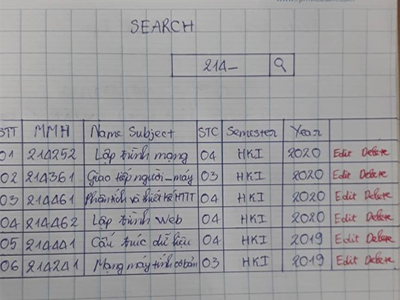 SEARCH
214_
STT MMH Name Subject STC Semester Year
01 214252 Lập trình mạng 04 HKI 2020 Edit Delete
02 214361 Giao tiếp người _ máy 03 HKI 2020 Edit Delete
03 214461 Phân tích và thiết kế HTTT 04 HKI 2020 Edit Delete
04 214462 Lập trình web 04 HKI 2020 Edit Delete
05 214441 Cấu trúc dữ liệu 04 HKI 2019 Edit Delete
06 214241 Mạng máy tính cơ bản 03 HKI 2019 Edit Delete